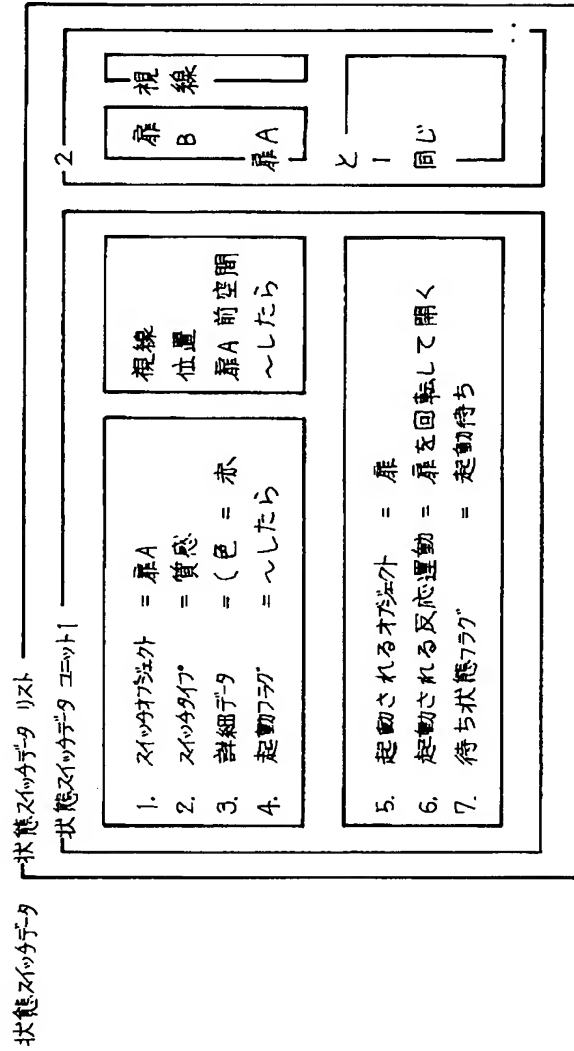 状態スイッチデータ
状態スイッチデータ リスト
状態スイッチデータ ユニット1
1. スイッチオブジェクト = 扉A
2. スイッチタイプ = 質感
3. 詳細データ = (色 = 赤、
4. 起動フラグ = ～したら
視線
位置
扉A 前空間
～したら
5. 起動されるオブジェクト = 扉
6. 起動される反応運動 = 扉を回転して開く
7. 待ち状態フラグ = 起動待ち
2
扉
B
扉A
視
線
と
1
同じ
‥